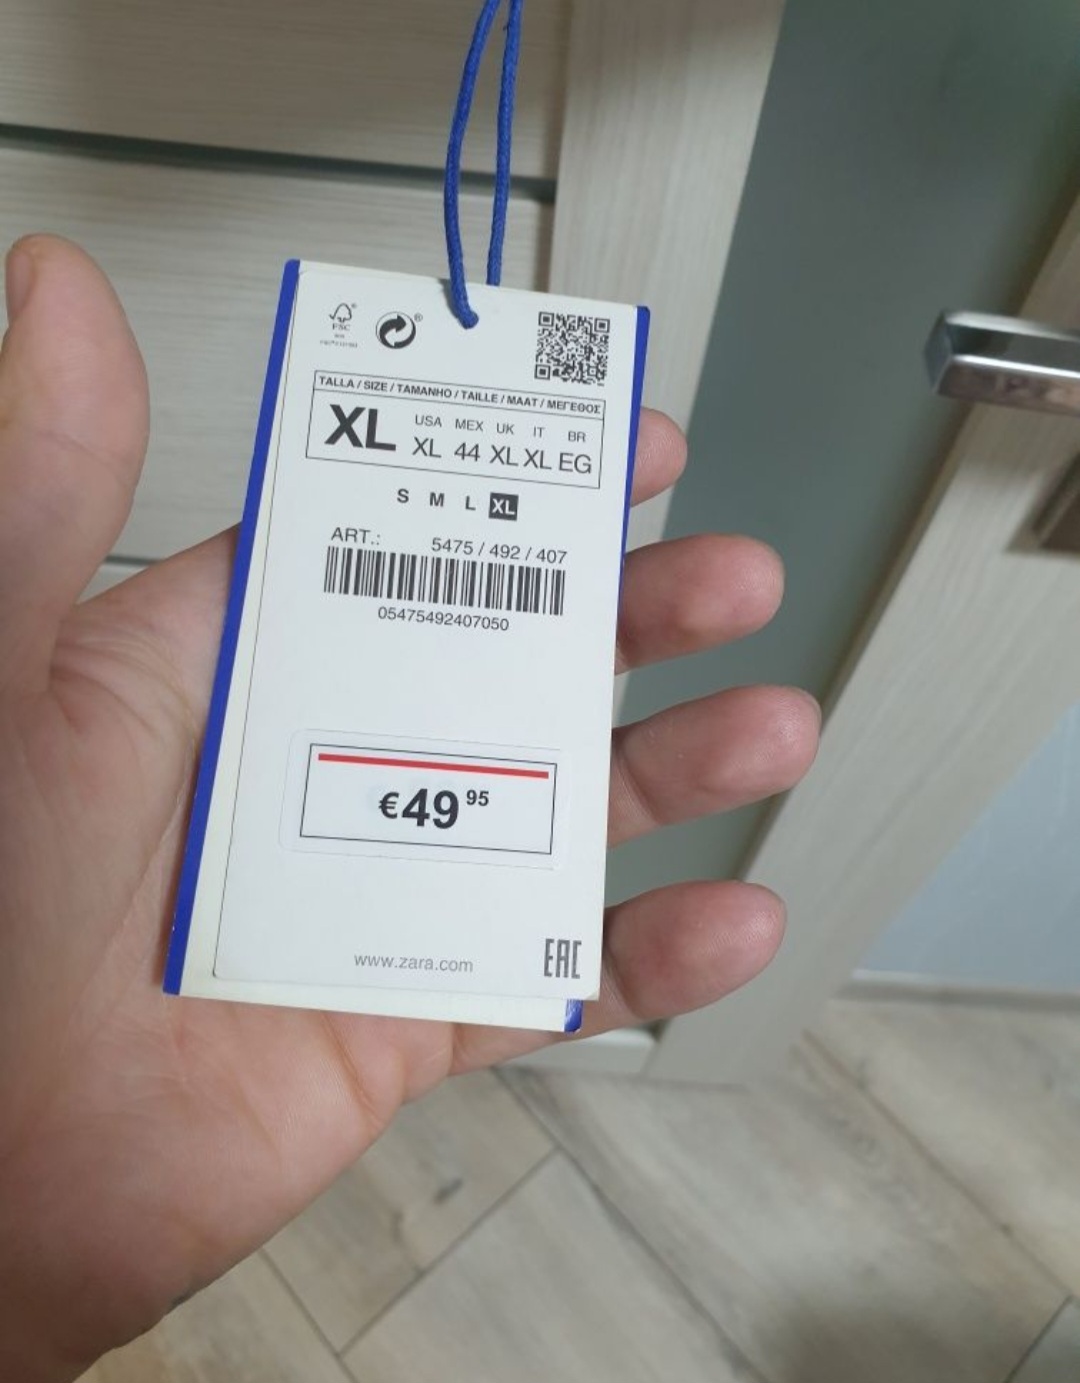 FSC
TALLA / SIZE / TAMANHO / TAILLE / MAAT / ΜΕΓΕΘΟΣ
XL
USA MEX UK IT BR
XL 44 XL XL EG
S M L XL
ART.: 5475 / 492 / 407
05475492407050
€49 95
www.zara.com
EAC